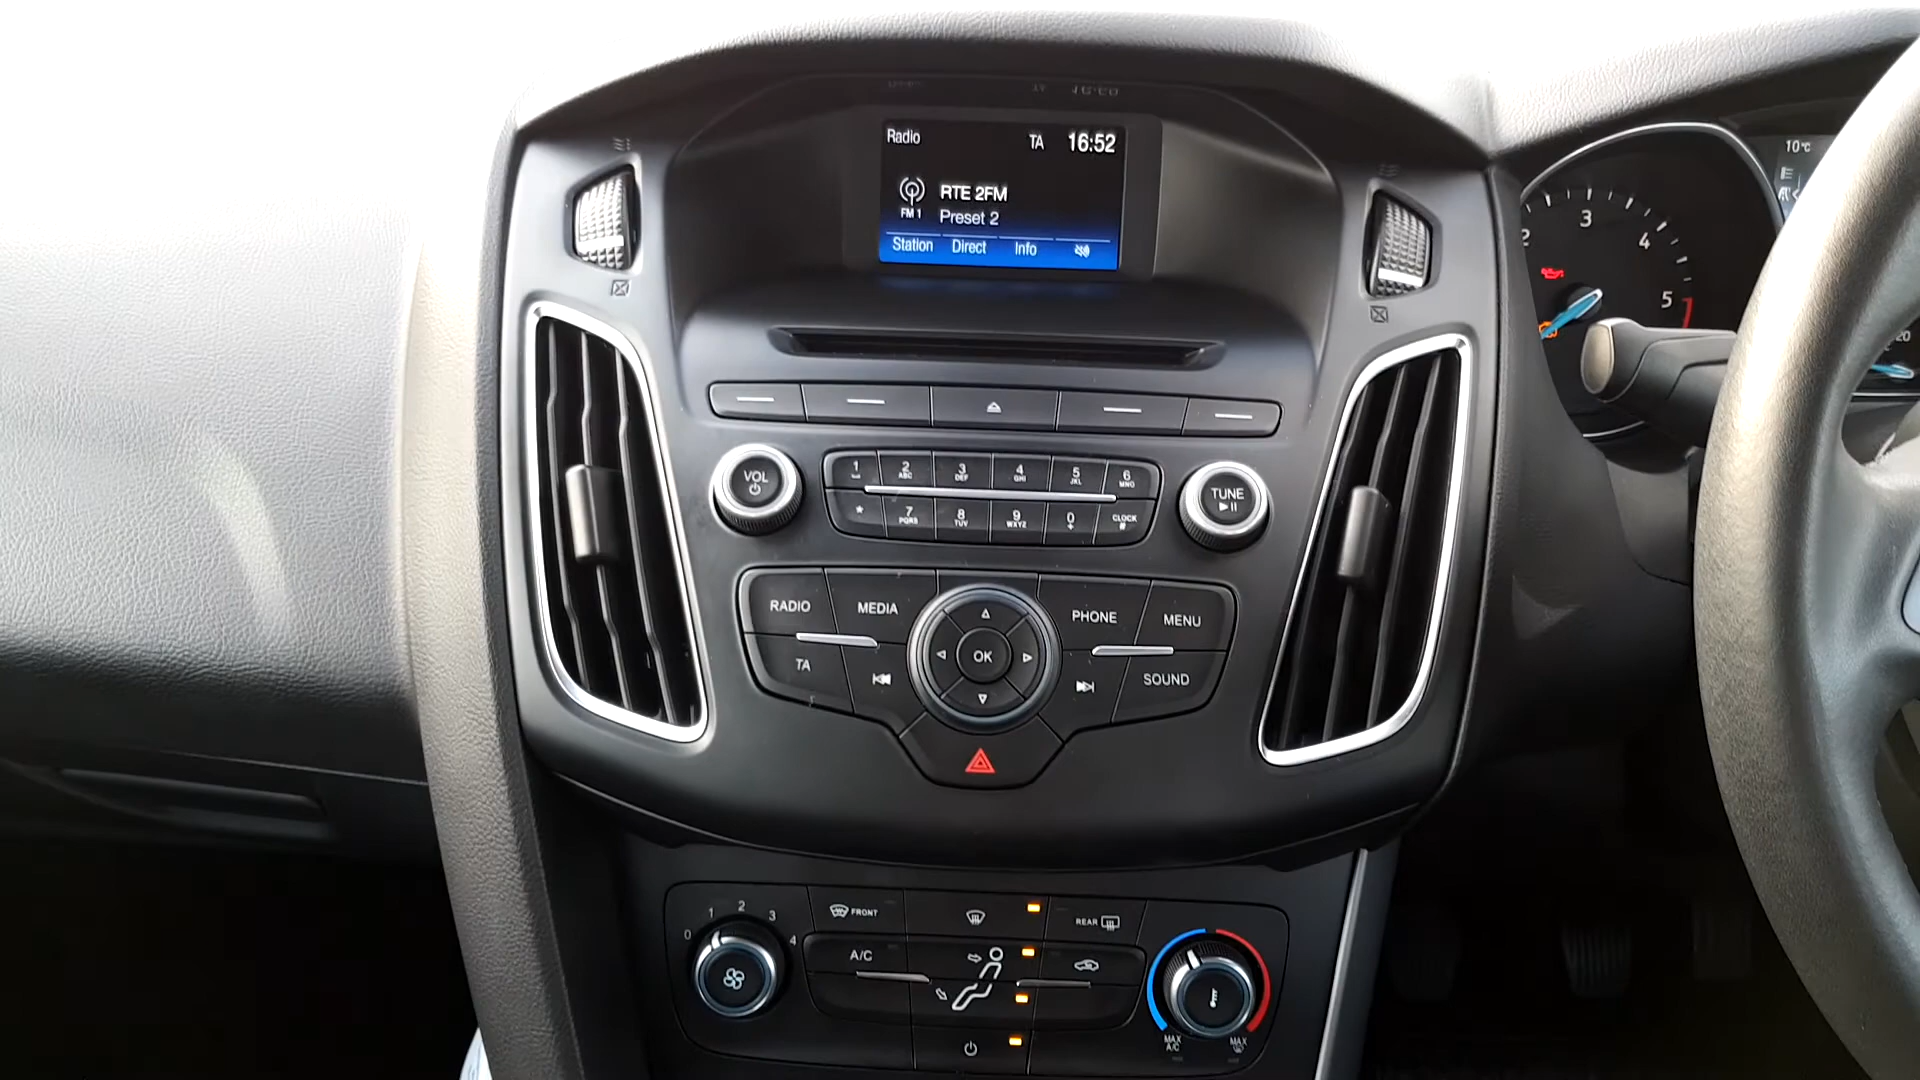 Radio TA 16:52
RTE 2FM
FM 1 Preset 2
Station Direct Info
10°C
2 3 4 5
20
VOL
1 2 ABC 3 DEF 4 GHI 5 JKL 6 MNO
* 7 PQRS 8 TUV 9 WXYZ 0 + CLOCK #
TUNE
RADIO MEDIA PHONE MENU
TA OK SOUND
0 1 2 3 4
FRONT REAR
A/C
MAX A/C
MAX